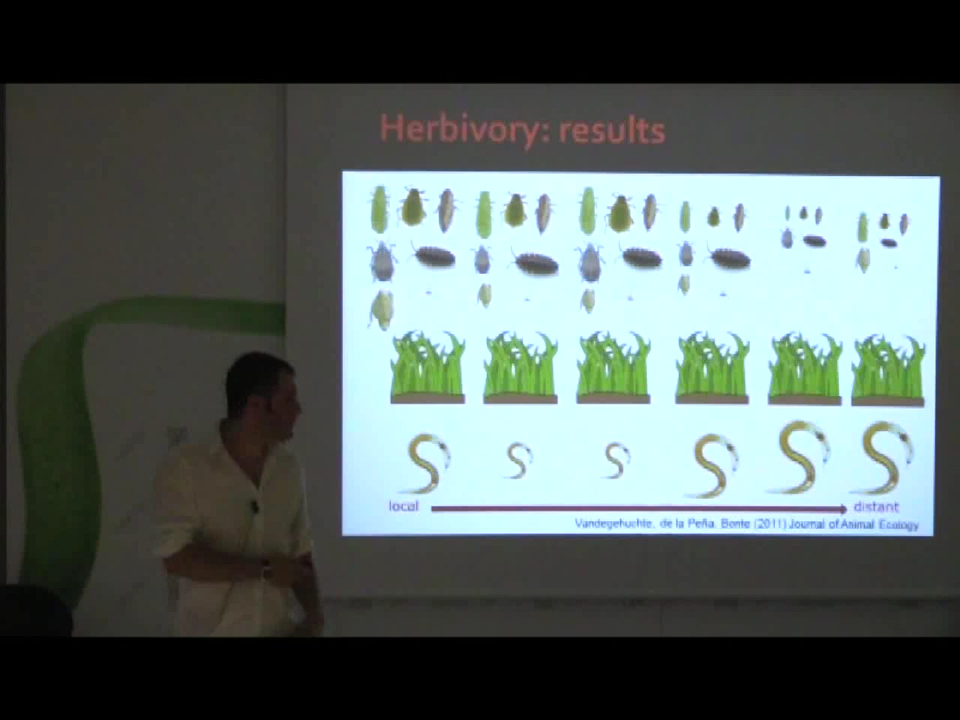 Herbivory: results
local distant
Vandegehuchte, de la Peña, Bonte (2011) Journal of Animal Ecology